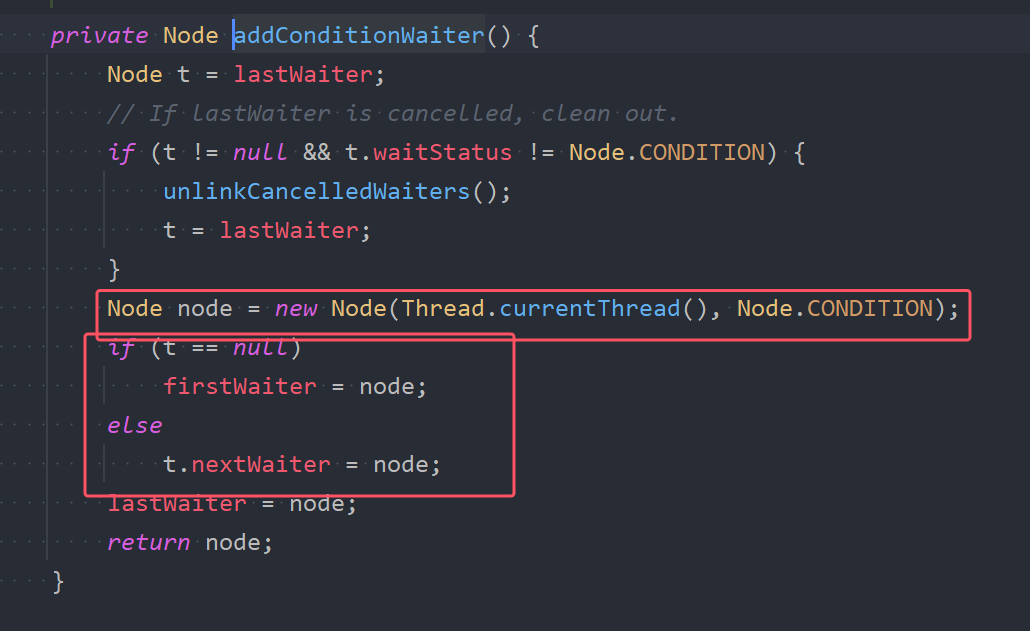 private Node addConditionWaiter() {
Node t = lastWaiter;
// If lastWaiter is cancelled, clean out.
if (t != null && t.waitStatus != Node.CONDITION) {
unlinkCancelledWaiters();
t = lastWaiter;
}
Node node = new Node(Thread.currentThread(), Node.CONDITION);
if (t == null)
firstWaiter = node;
else
t.nextWaiter = node;
lastWaiter = node;
return node;
}